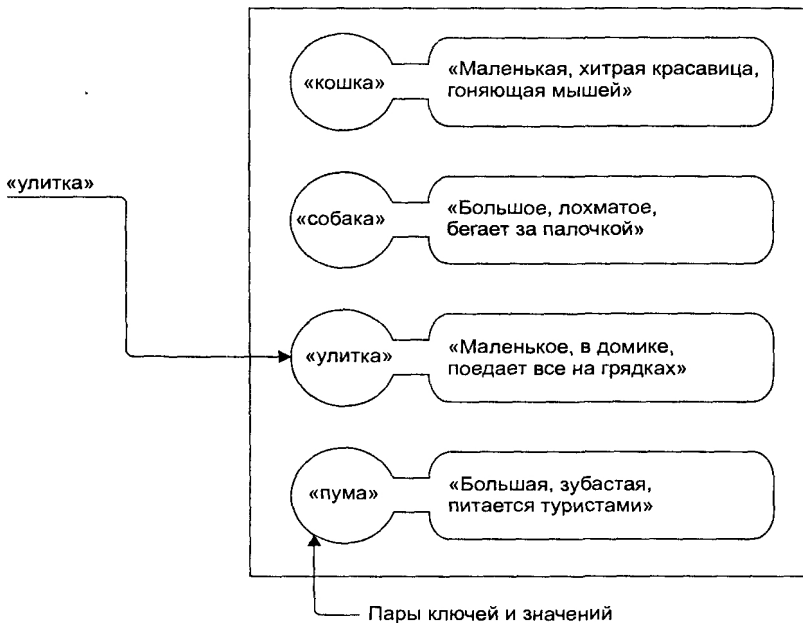 «кошка»
«Маленькая, хитрая красавица,
гоняющая мышей»
«улитка»
«собака»
«Большое, лохматое,
бегает за палочкой»
«улитка»
«Маленькое, в домике,
поедает все на грядках»
«пума»
«Большая, зубастая,
питается туристами»
Пары ключей и значений